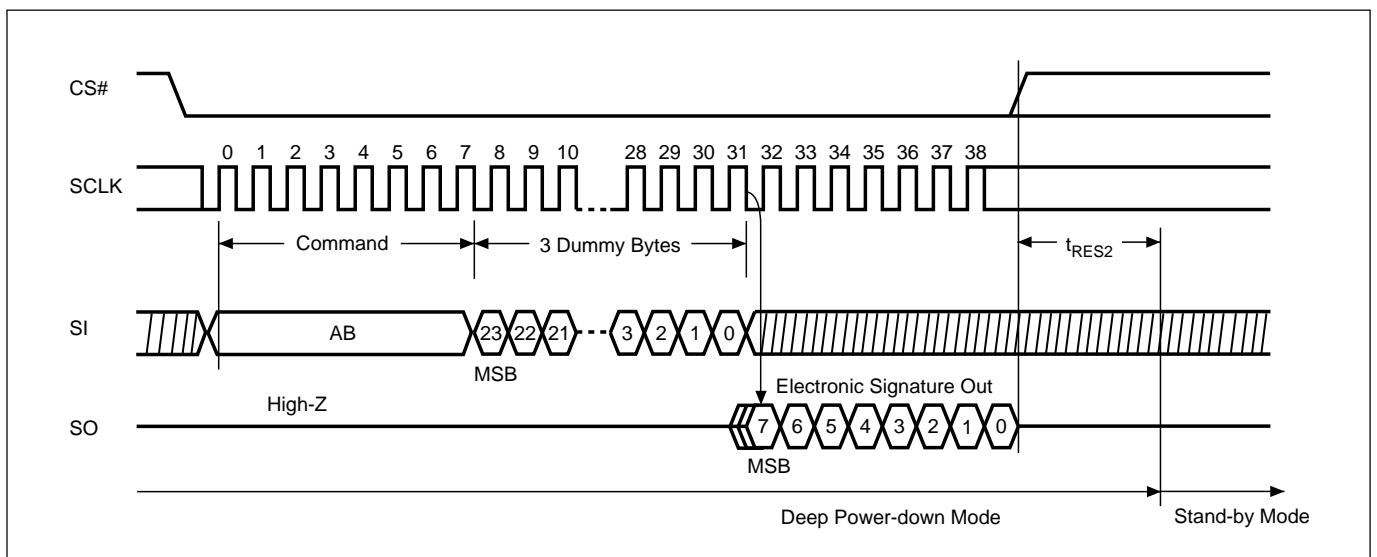 CS#
0 1 2 3 4 5 6 7 8 9 10 28 29 30 31 32 33 34 35 36 37 38
SCLK
Command 3 Dummy Bytes tRES2
SI AB 23 22 21 3 2 1 0
MSB
High-Z Electronic Signature Out
SO 7 6 5 4 3 2 1 0
MSB
Deep Power-down Mode Stand-by Mode